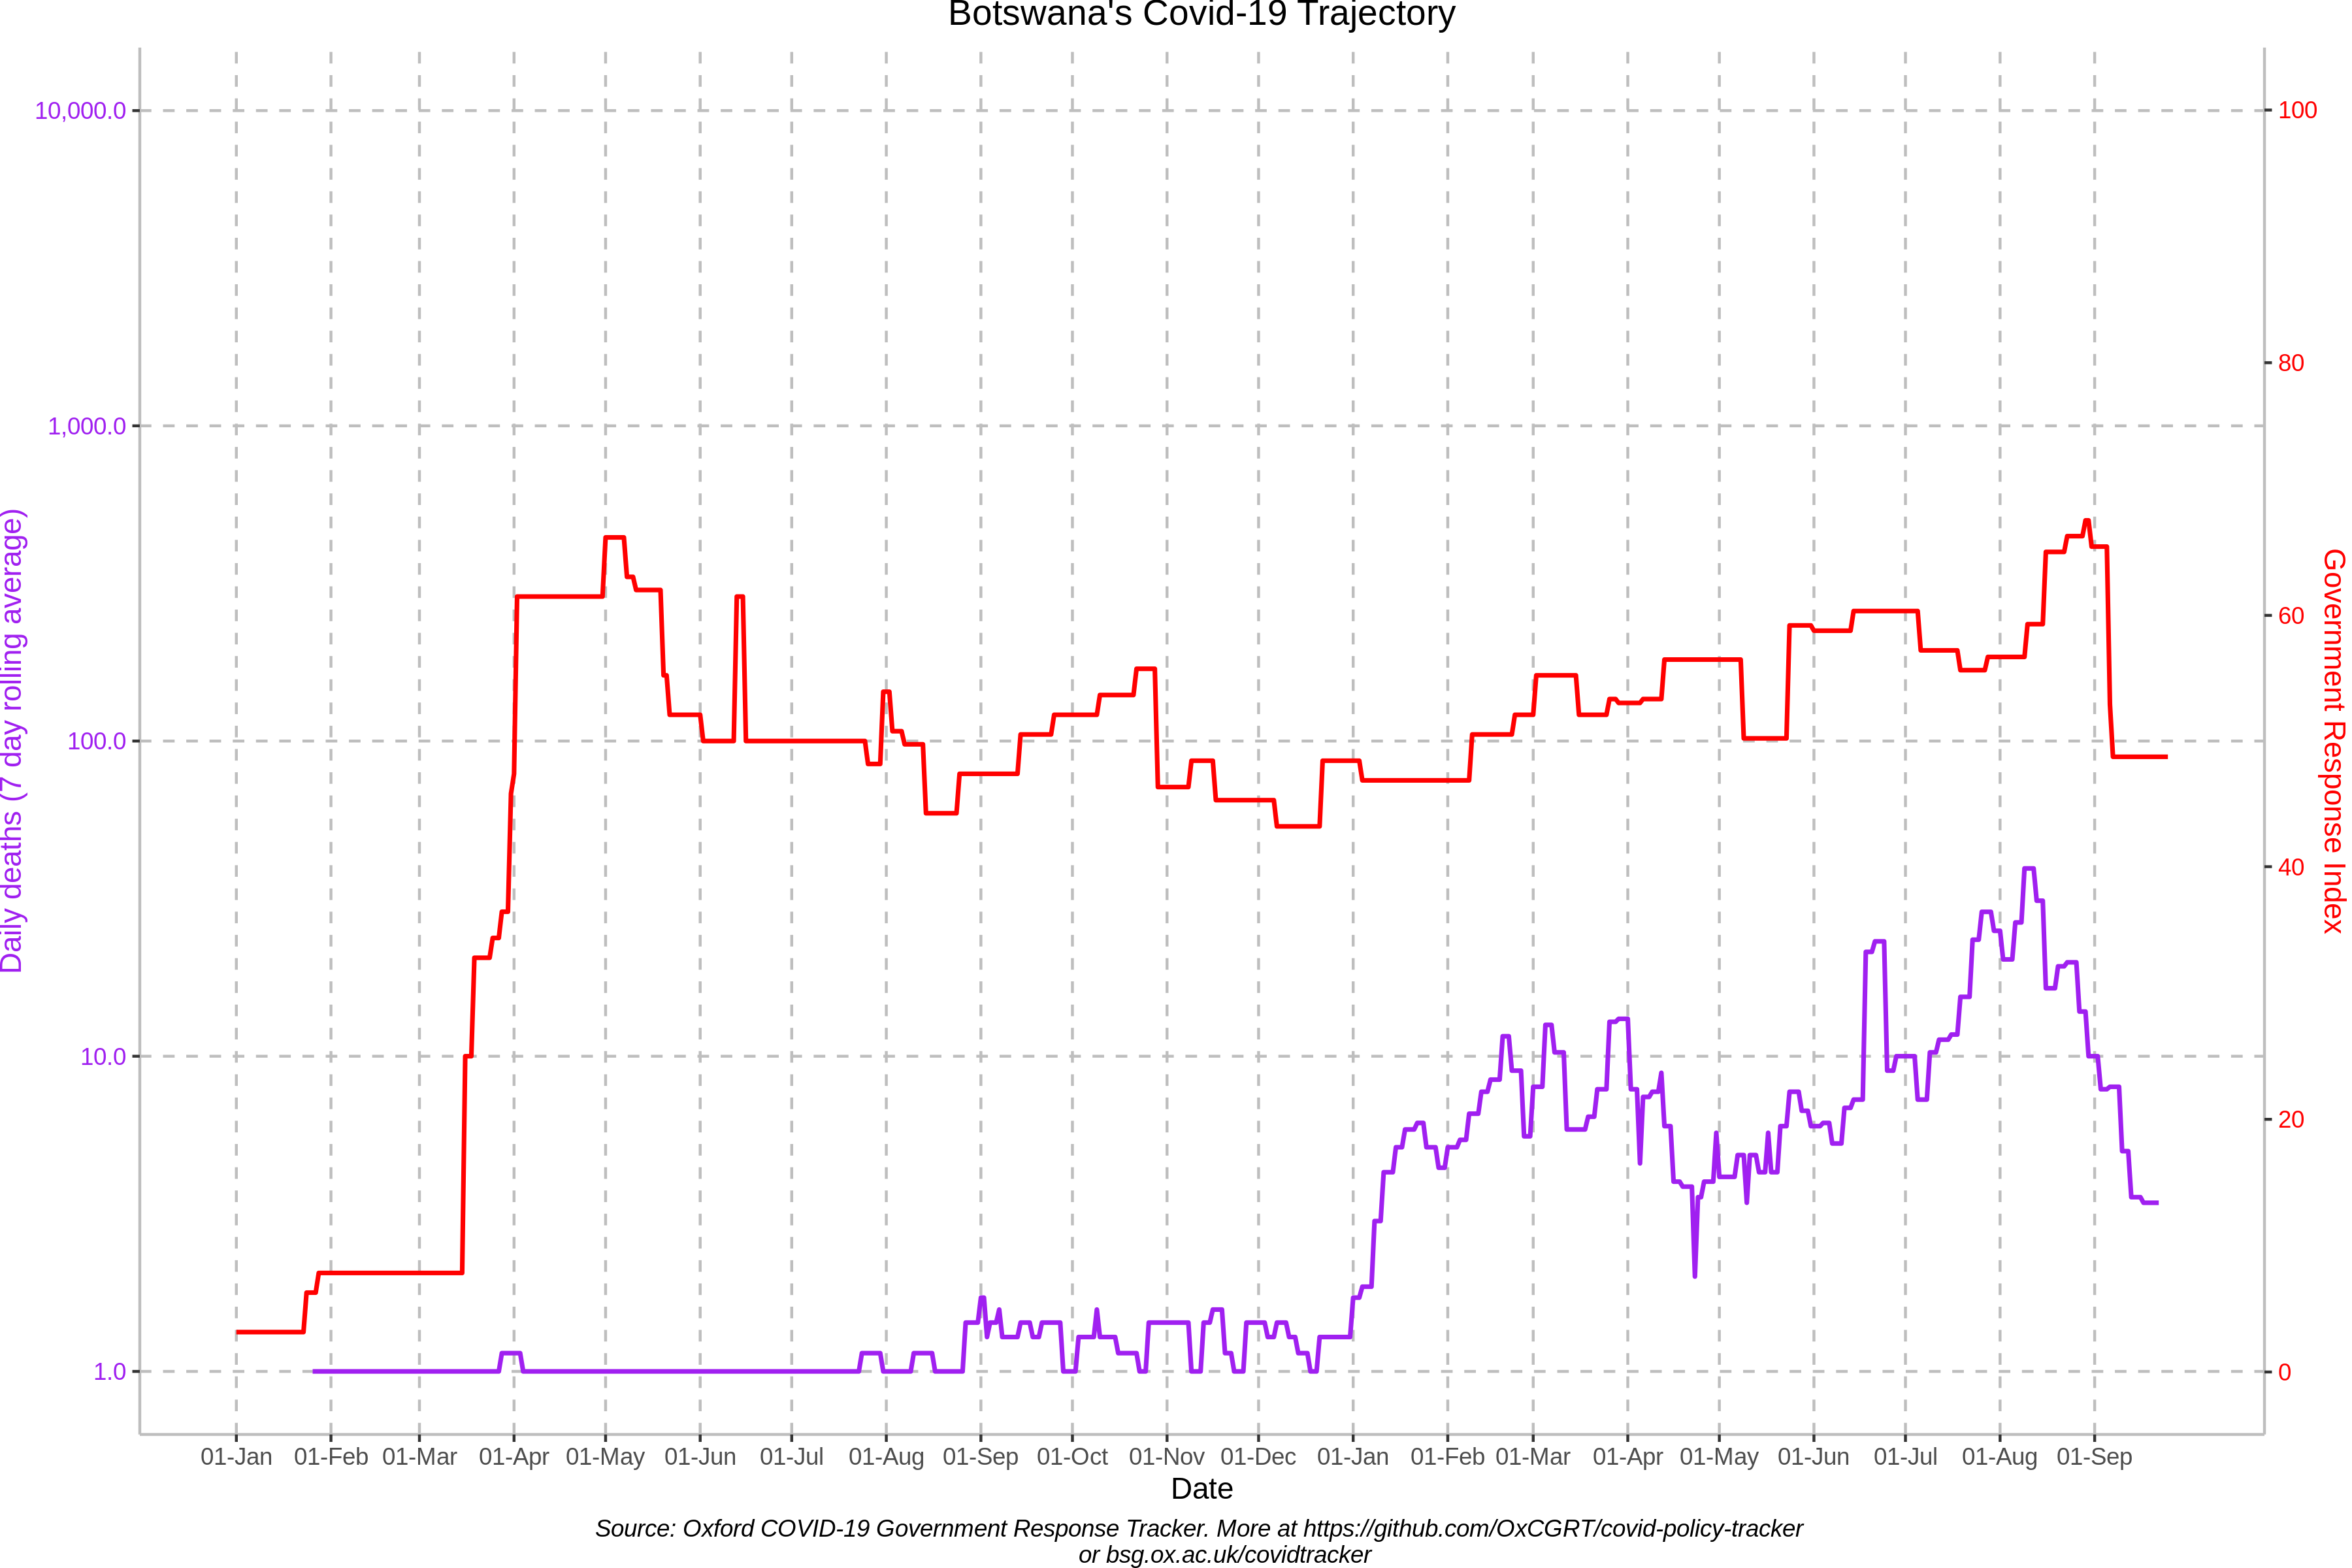 Botswana's Covid-19 Trajectory
10,000.0
1,000.0
100.0
10.0
1.0
Daily deaths (7 day rolling average)
100
80
60
40
20
0
Government Response Index
01-Jan 01-Feb 01-Mar 01-Apr 01-May 01-Jun 01-Jul 01-Aug 01-Sep 01-Oct 01-Nov 01-Dec 01-Jan 01-Feb 01-Mar 01-Apr 01-May 01-Jun 01-Jul 01-Aug 01-Sep
Date
Source: Oxford COVID-19 Government Response Tracker. More at https://github.com/OxCGRT/covid-policy-tracker
or bsg.ox.ac.uk/covidtracker